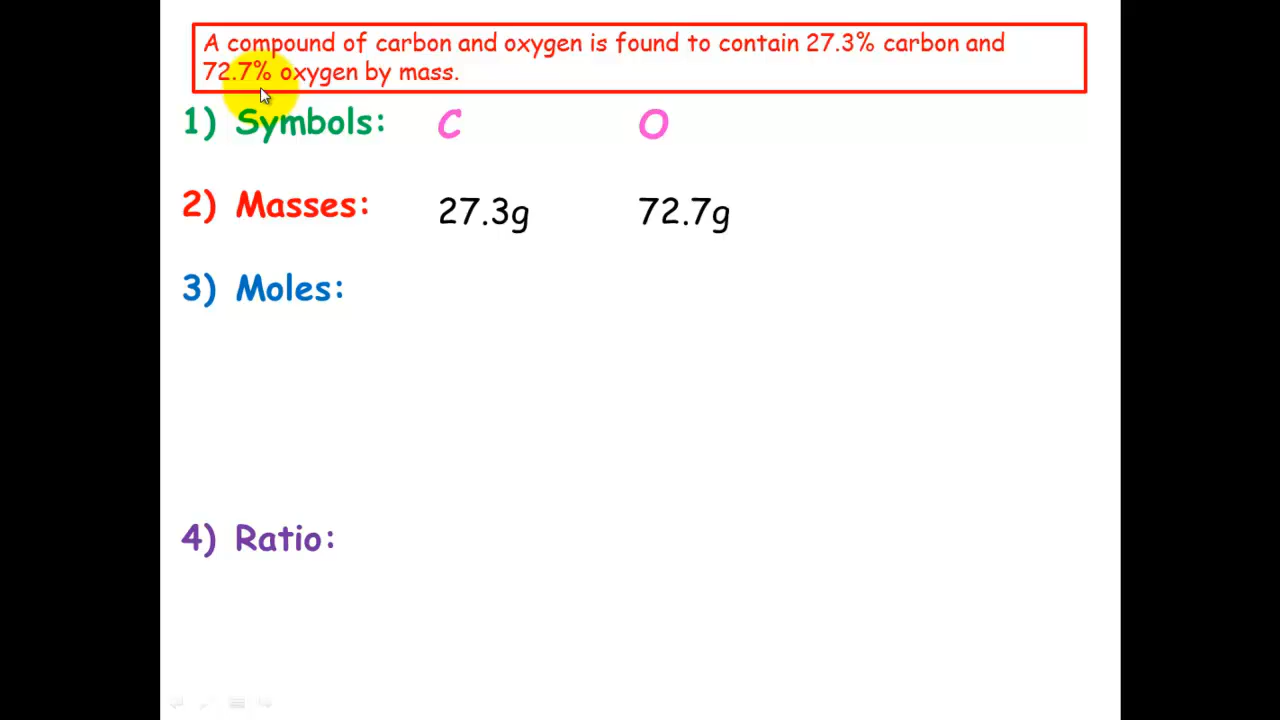 A compound of carbon and oxygen is found to contain 27.3% carbon and
72.7% oxygen by mass.
1) Symbols: C O
2) Masses: 27.3g 72.7g
3) Moles:
4) Ratio: